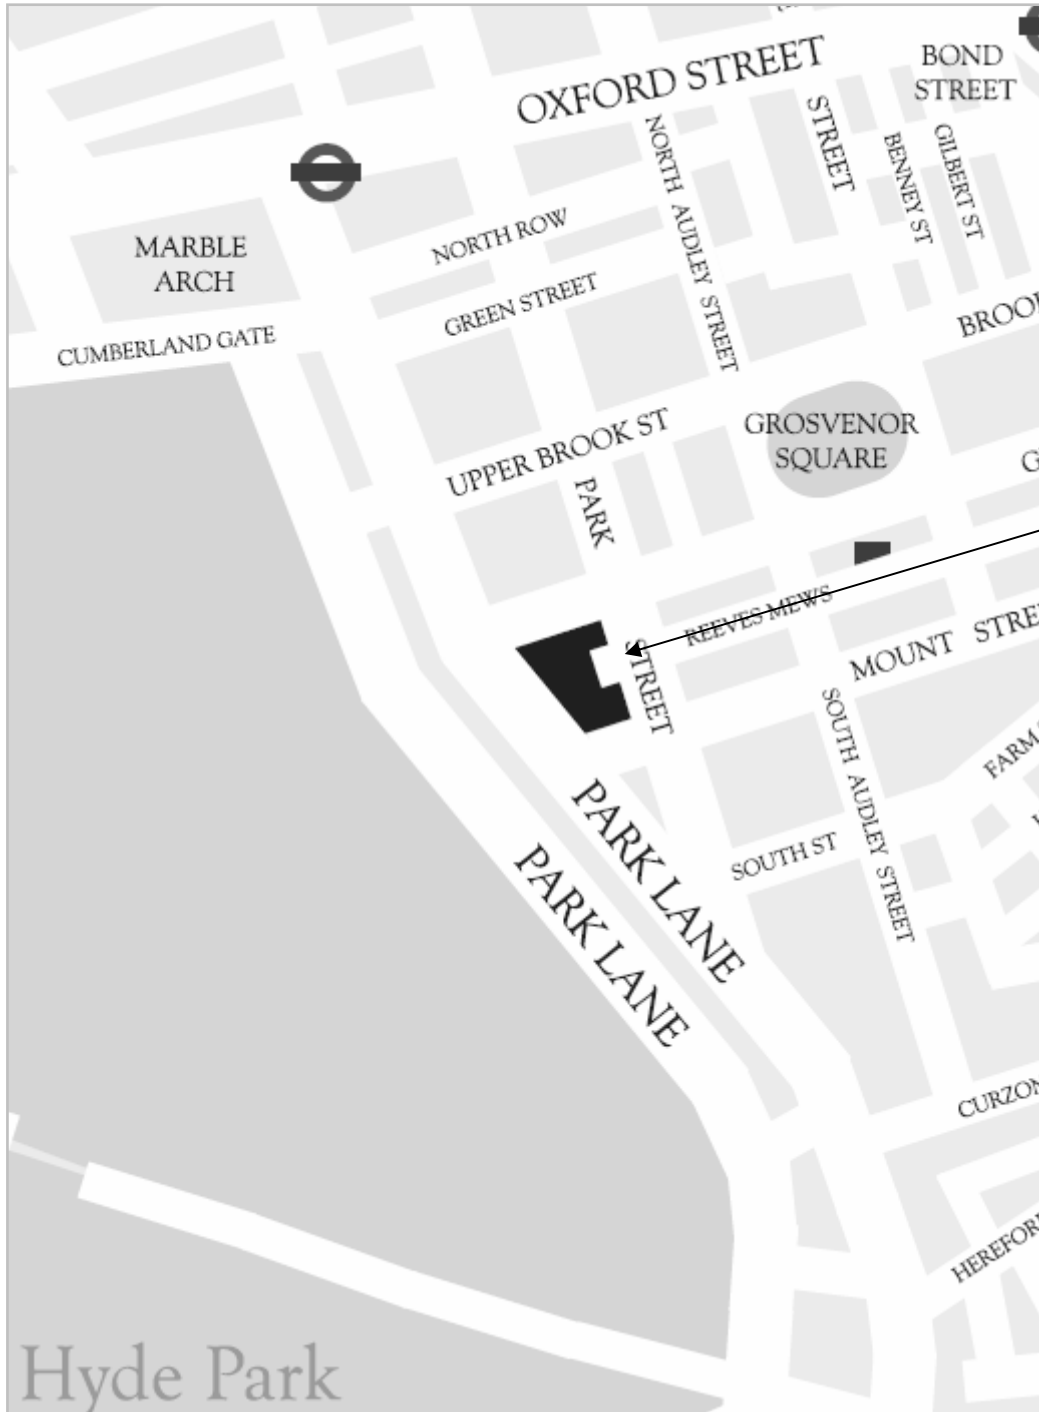 OXFORD STREET
BOND
STREET
STREET
NORTH AUDLEY STREET
BENNEY ST
GILBERT ST
MARBLE
ARCH
NORTH ROW
GREEN STREET
CUMBERLAND GATE
GROSVENOR
SQUARE
UPPER BROOK ST
PARK
STREET
REEVES MEWS
MOUNT
SOUTH AUDLEY STREET
SOUTH ST
PARK LANE
PARK LANE
Hyde Park